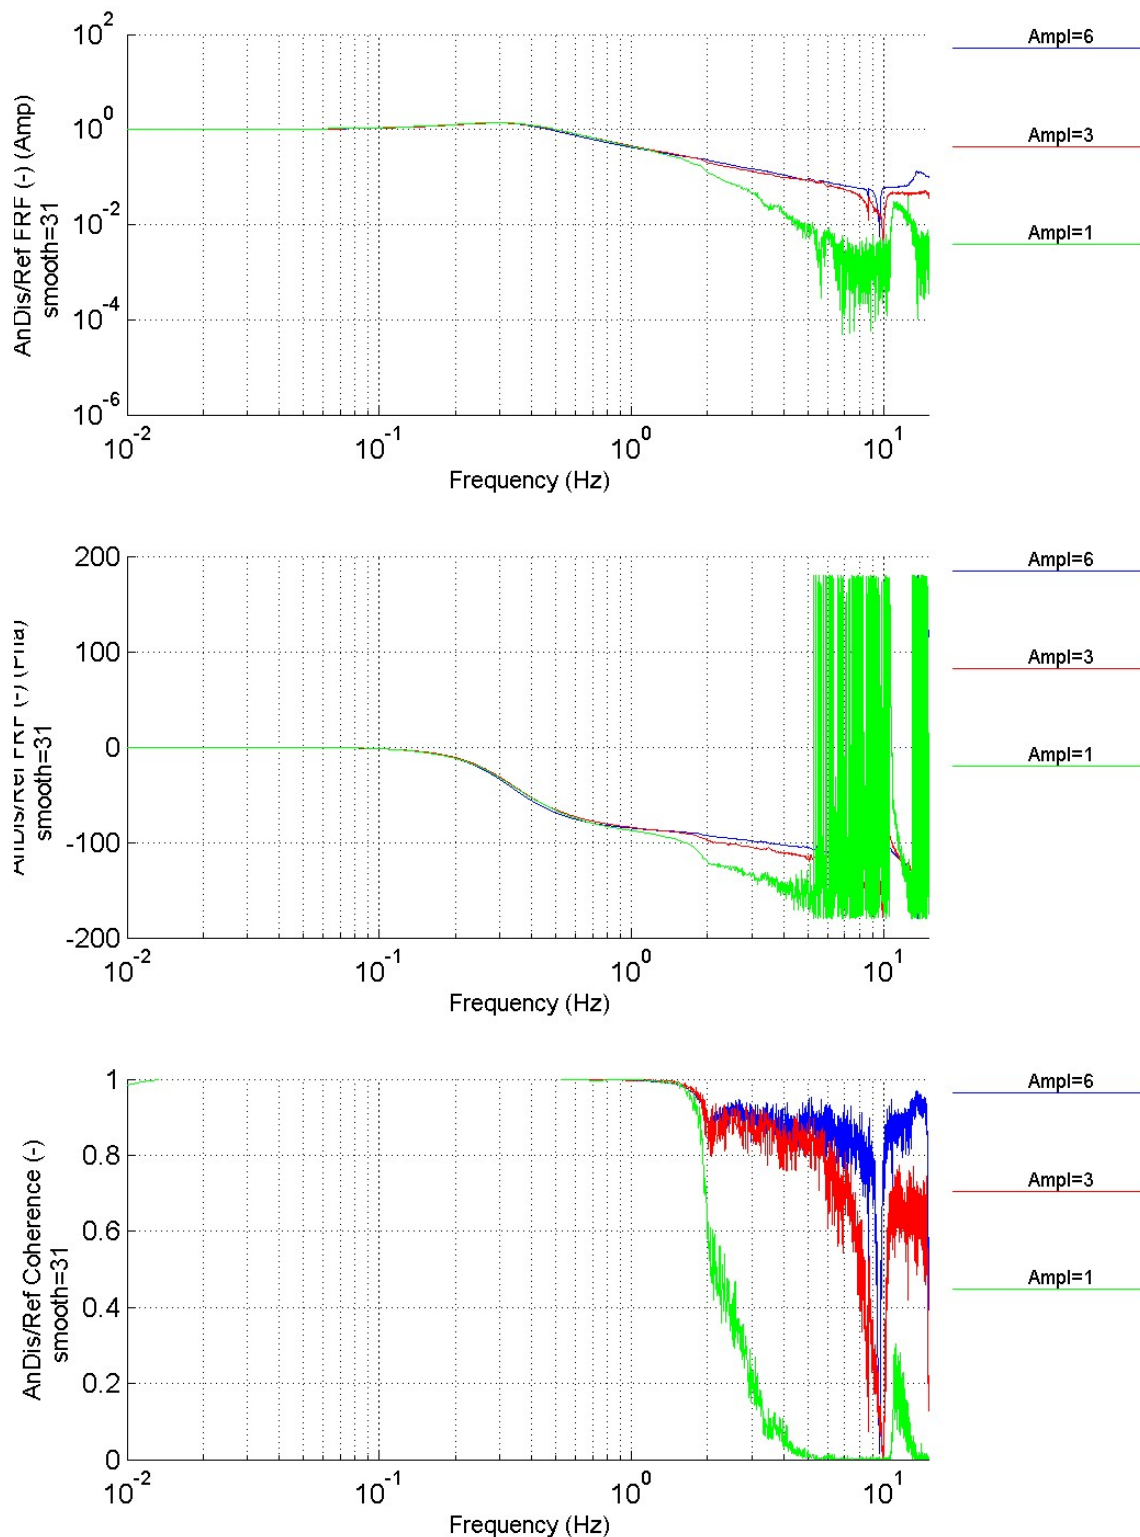 10^2
10^0
10^-2
10^-4
10^-6
AnDis/Ref FRF (-) (Amp)
smooth=31
10^-2 10^-1 10^0 10^1
Frequency (Hz)
Ampl=6
Ampl=3
Ampl=1
200
100
0
-100
-200
AnDis/Ref FRF (-) (Pha)
smooth=31
10^-2 10^-1 10^0 10^1
Frequency (Hz)
Ampl=6
Ampl=3
Ampl=1
1
0.8
0.6
0.4
0.2
0
AnDis/Ref Coherence (-)
smooth=31
10^-2 10^-1 10^0 10^1
Frequency (Hz)
Ampl=6
Ampl=3
Ampl=1